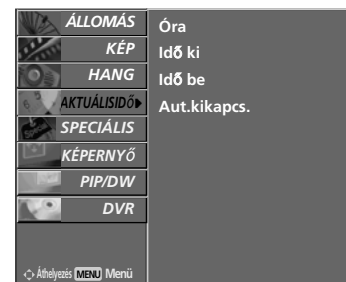 ÁLLOMÁS
KÉP
HANG
AKTUÁLISIDŐ
SPECIÁLIS
KÉPERNYŐ
PIP/DW
DVR
Áthelyezés MENU Menü
Óra
Idő ki
Idő be
Aut.kikapcs.